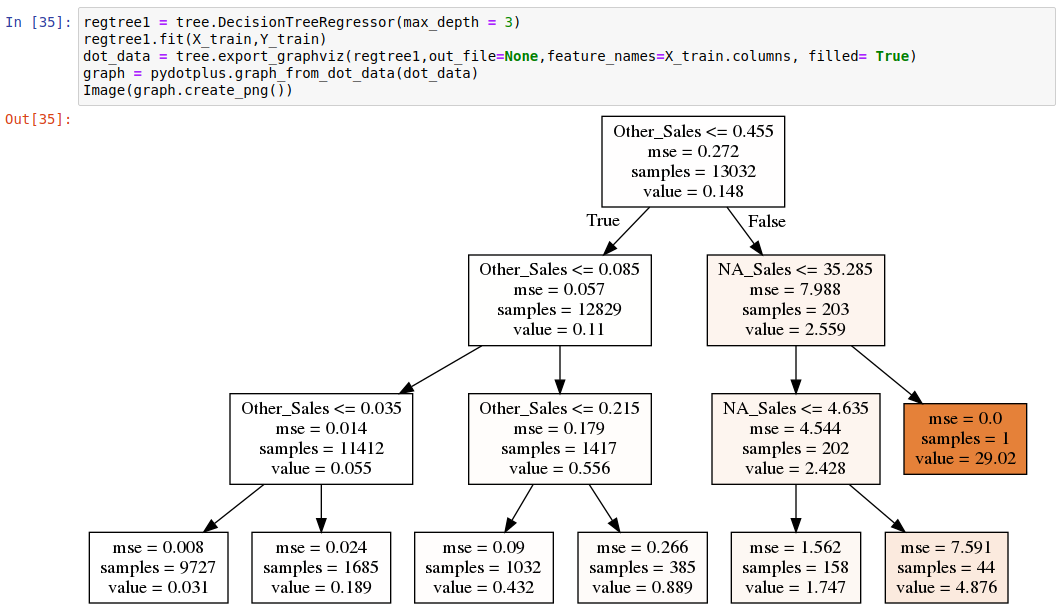 In [35]: regtree1 = tree.DecisionTreeRegressor(max_depth = 3)
regtree1.fit(X_train,Y_train)
dot_data = tree.export_graphviz(regtree1,out_file=None,feature_names=X_train.columns, filled= True)
graph = pydotplus.graph_from_dot_data(dot_data)
Image(graph.create_png())
Out[35]:
Other_Sales <= 0.455
mse = 0.272
samples = 13032
value = 0.148
True
False
Other_Sales <= 0.085
mse = 0.057
samples = 12829
value = 0.11
NA_Sales <= 35.285
mse = 7.988
samples = 203
value = 2.559
Other_Sales <= 0.035
mse = 0.014
samples = 11412
value = 0.055
Other_Sales <= 0.215
mse = 0.179
samples = 1417
value = 0.556
NA_Sales <= 4.635
mse = 4.544
samples = 202
value = 2.428
mse = 0.0
samples = 1
value = 29.02
mse = 0.008
samples = 9727
value = 0.031
mse = 0.024
samples = 1685
value = 0.189
mse = 0.09
samples = 1032
value = 0.432
mse = 0.266
samples = 385
value = 0.889
mse = 1.562
samples = 158
value = 1.747
mse = 7.591
samples = 44
value = 4.876